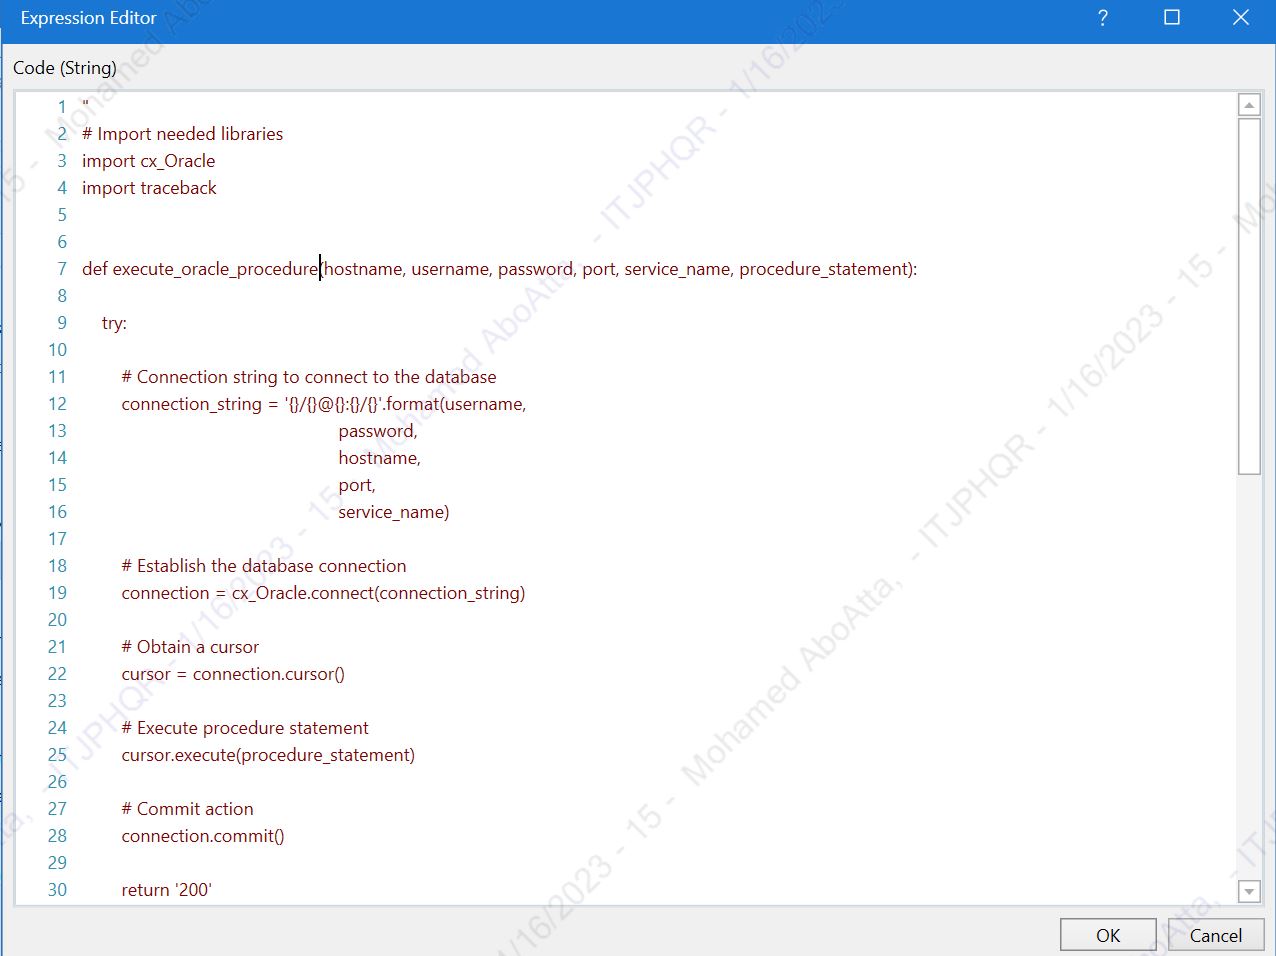 Expression Editor
?
Code (String)
1 "
2 # Import needed libraries
3 import cx_Oracle
4 import traceback
5
6
7 def execute_oracle_procedure(hostname, username, password, port, service_name, procedure_statement):
8
9 try:
10
11 # Connection string to connect to the database
12 connection_string = '{}/{}@{}:{}/{}'.format(username,
13 password,
14 hostname,
15 port,
16 service_name)
17
18 # Establish the database connection
19 connection = cx_Oracle.connect(connection_string)
20
21 # Obtain a cursor
22 cursor = connection.cursor()
23
24 # Execute procedure statement
25 cursor.execute(procedure_statement)
26
27 # Commit action
28 connection.commit()
29
30 return '200'
OK
Cancel
15 - Mohamed Abo
15 - Mohamed AboAtta, - ITJPHQR - 1/16/2023
ITJPHQR - 1/16/2023 - 15 - Mohamed AboAtta, - ITJPHQR - 1/16/2023
1/16/2023 - 15 - Mohamed AboAtta, - ITJPHQR - 1/16/2023 - 15 - Mo